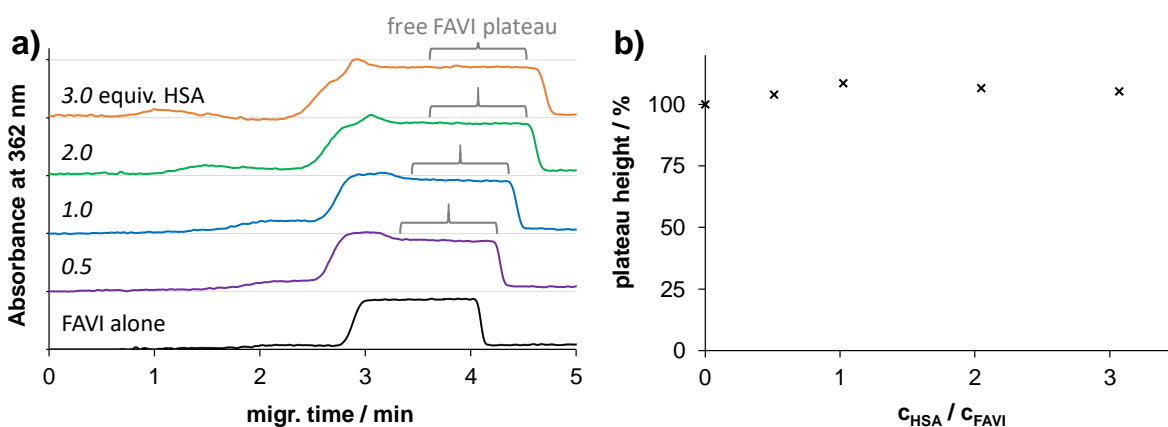 a)
free FAVI plateau
3.0 equiv. HSA
2.0
1.0
0.5
FAVI alone
Absorbance at 362 nm
0 1 2 3 4 5
migr. time / min
b)
plateau height / %
100
75
50
25
0
0 1 2 3
cHSA / cFAVI